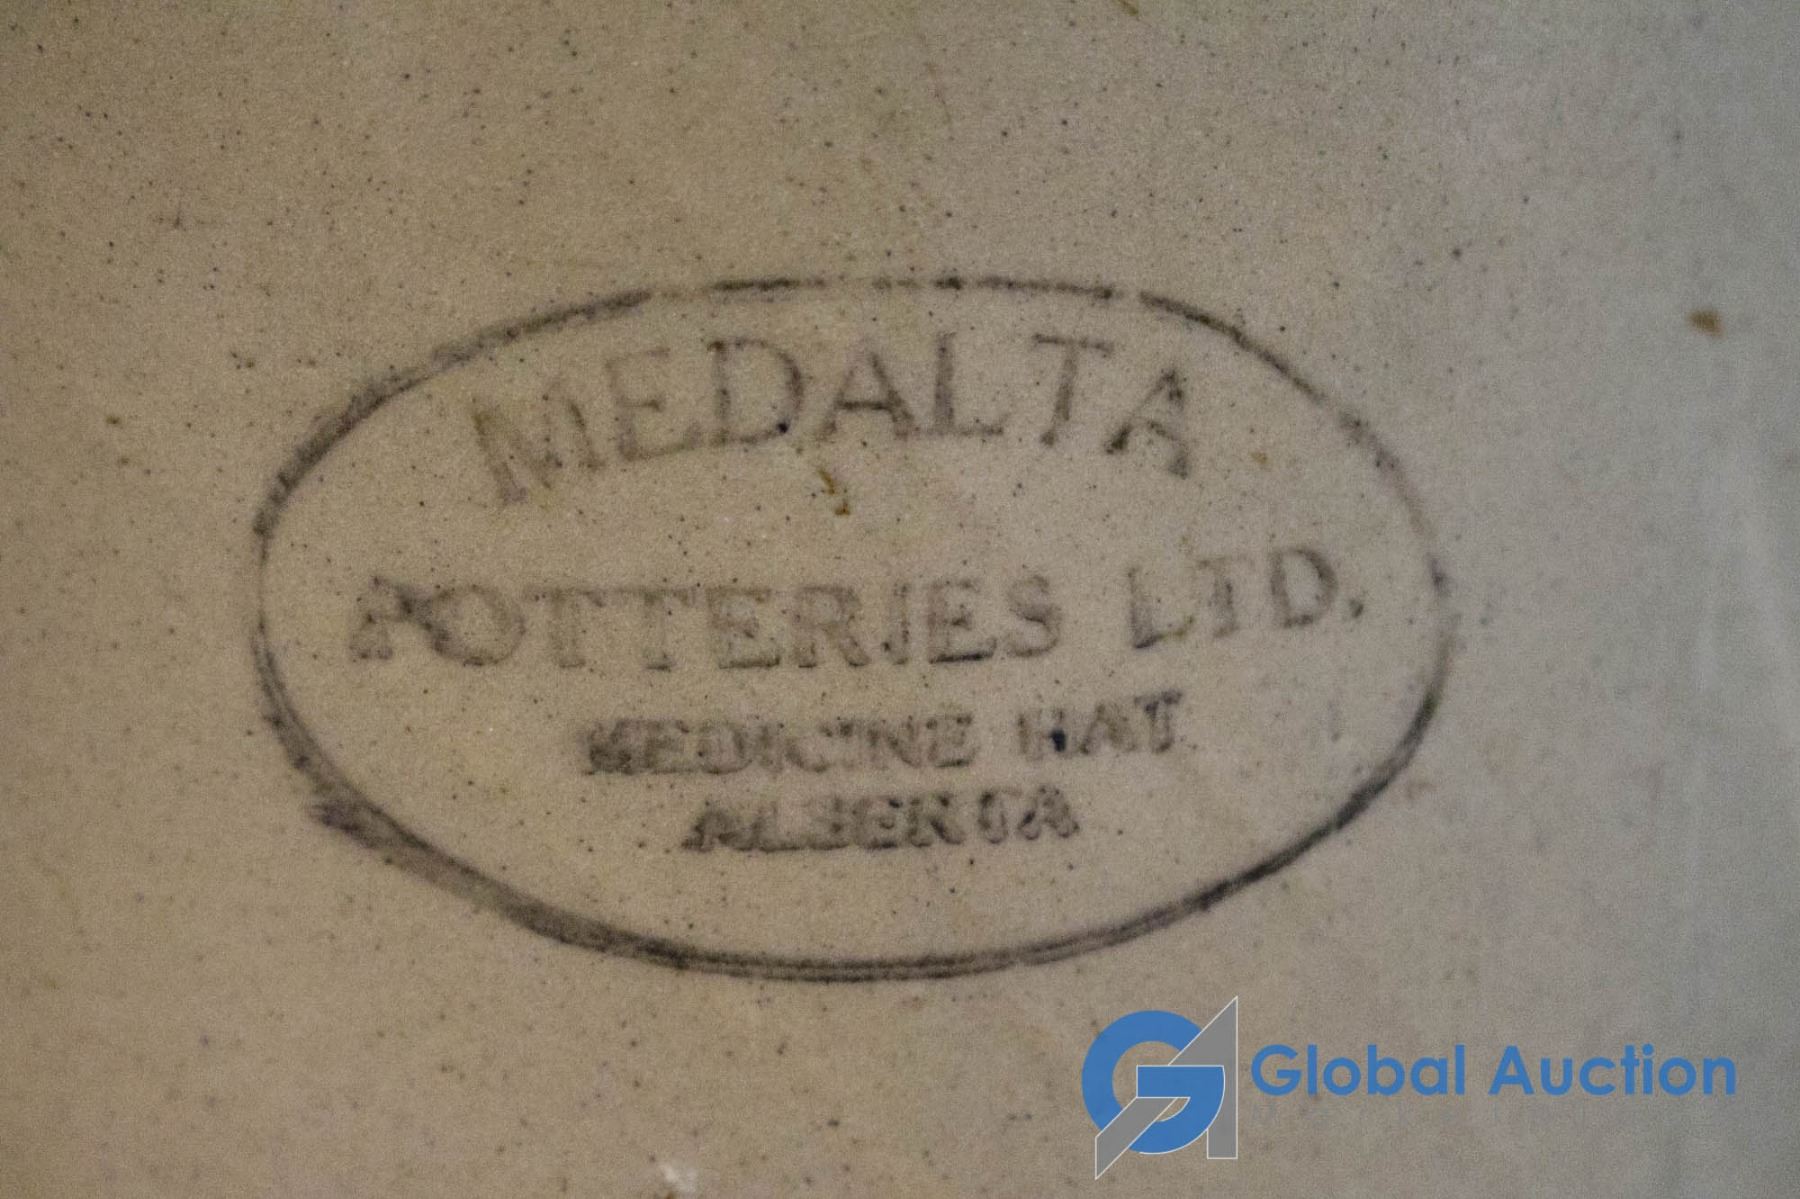 MEDALTA
POTTERIES LTD.
MEDICINE HAT
ALBERTA
Global Auction